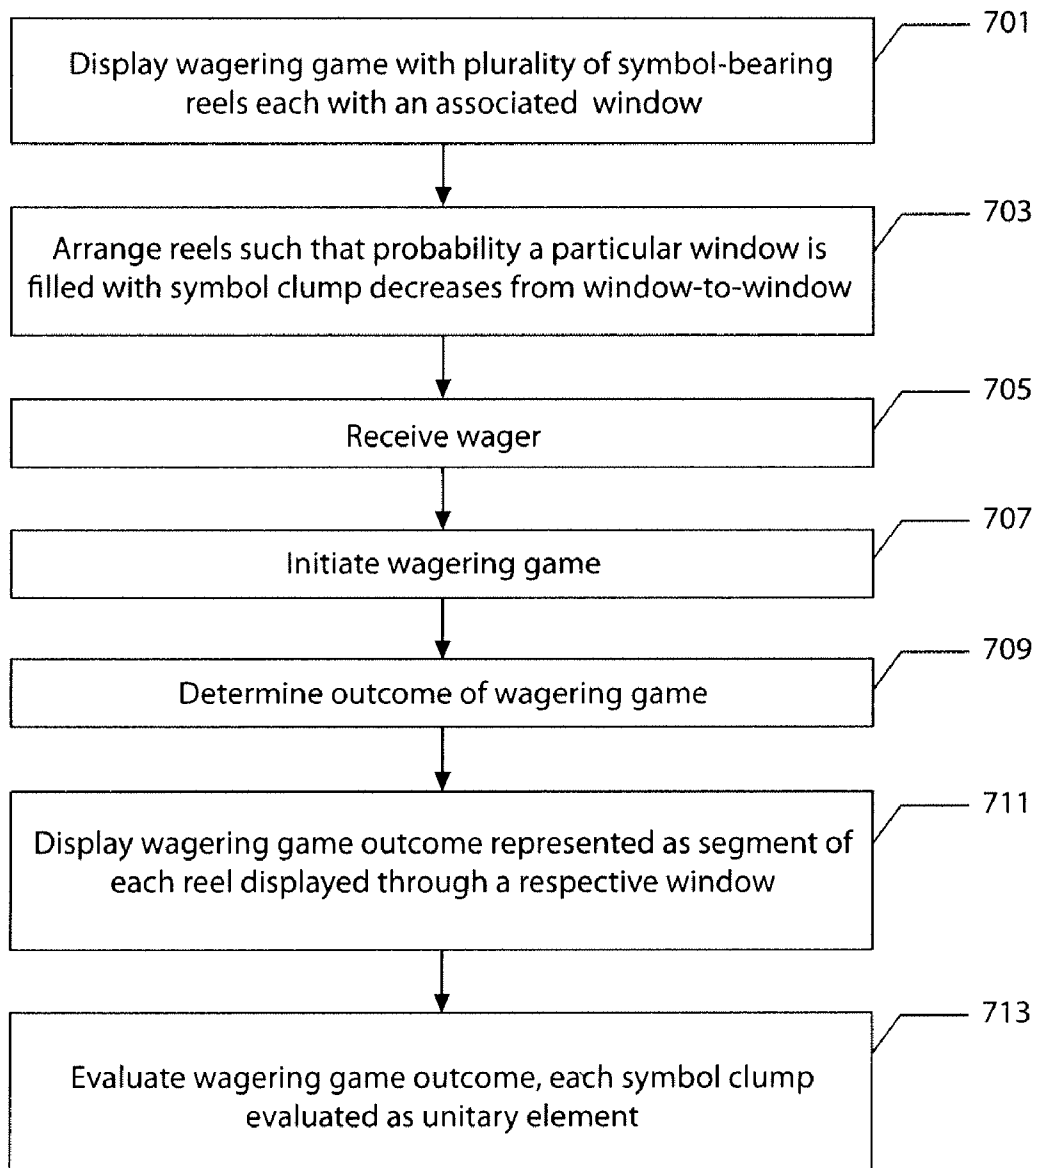 701
Display wagering game with plurality of symbol-bearing
reels each with an associated window
703
Arrange reels such that probability a particular window is
filled with symbol clump decreases from window-to-window
705
Receive wager
707
Initiate wagering game
709
Determine outcome of wagering game
711
Display wagering game outcome represented as segment of
each reel displayed through a respective window
713
Evaluate wagering game outcome, each symbol clump
evaluated as unitary element